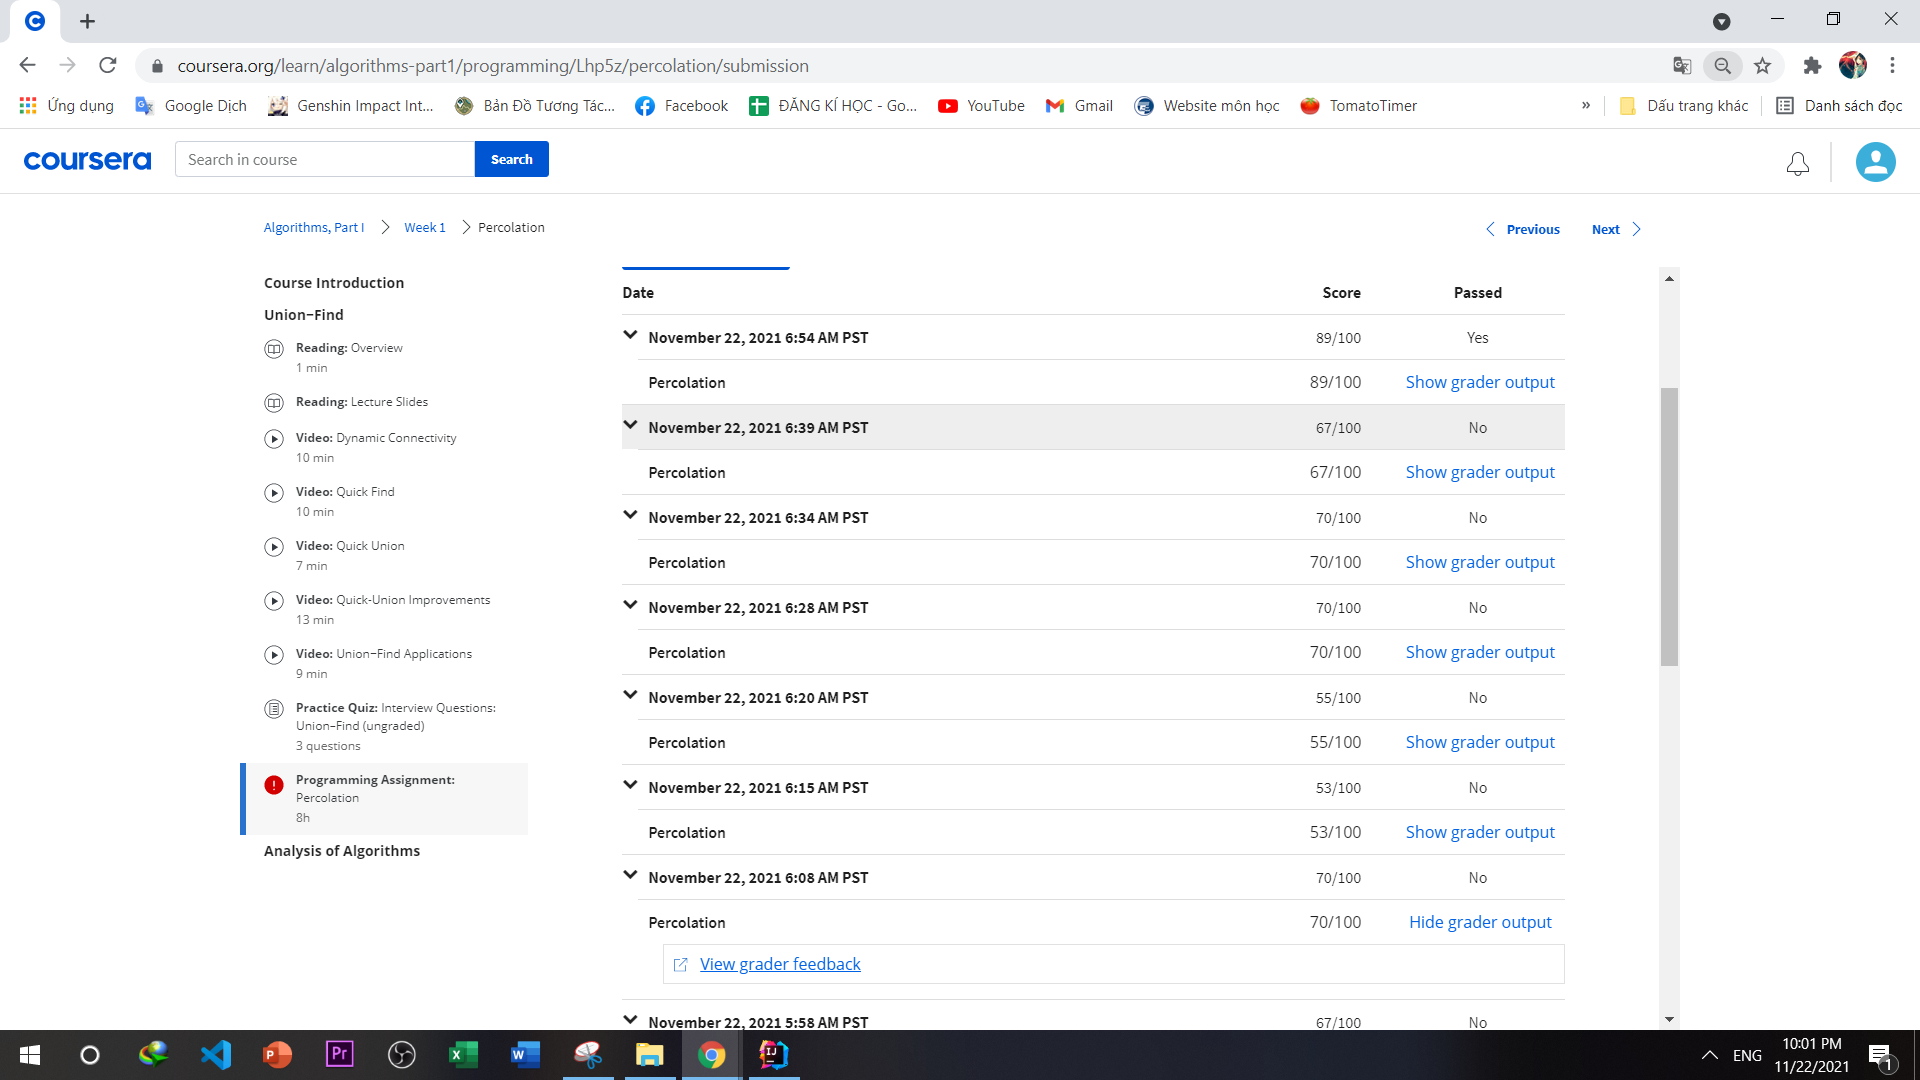 coursera.org/learn/algorithms-part1/programming/Lhp5z/percolation/submission
Ứng dụng Google Dịch Genshin Impact Int... Bản Đồ Tương Tác,... Facebook ĐĂNG KÍ HỌC - Go... YouTube Gmail Website môn học TomatoTimer » Dấu trang khác Danh sách đọc
coursera Search in course Search
Algorithms, Part I Week 1 Percolation Previous Next
Course Introduction
Union–Find
Reading: Overview
1 min
Reading: Lecture Slides
Video: Dynamic Connectivity
10 min
Video: Quick Find
10 min
Video: Quick Union
7 min
Video: Quick-Union Improvements
13 min
Video: Union–Find Applications
9 min
Practice Quiz: Interview Questions:
Union–Find (ungraded)
3 questions
Programming Assignment:
Percolation
8h
Analysis of Algorithms
Date Score Passed
November 22, 2021 6:54 AM PST 89/100 Yes
Percolation 89/100 Show grader output
November 22, 2021 6:39 AM PST 67/100 No
Percolation 67/100 Show grader output
November 22, 2021 6:34 AM PST 70/100 No
Percolation 70/100 Show grader output
November 22, 2021 6:28 AM PST 70/100 No
Percolation 70/100 Show grader output
November 22, 2021 6:20 AM PST 55/100 No
Percolation 55/100 Show grader output
November 22, 2021 6:15 AM PST 53/100 No
Percolation 53/100 Show grader output
November 22, 2021 6:08 AM PST 70/100 No
Percolation 70/100 Hide grader output
View grader feedback
November 22, 2021 5:58 AM PST 67/100 No
ENG
10:01 PM
11/22/2021
1